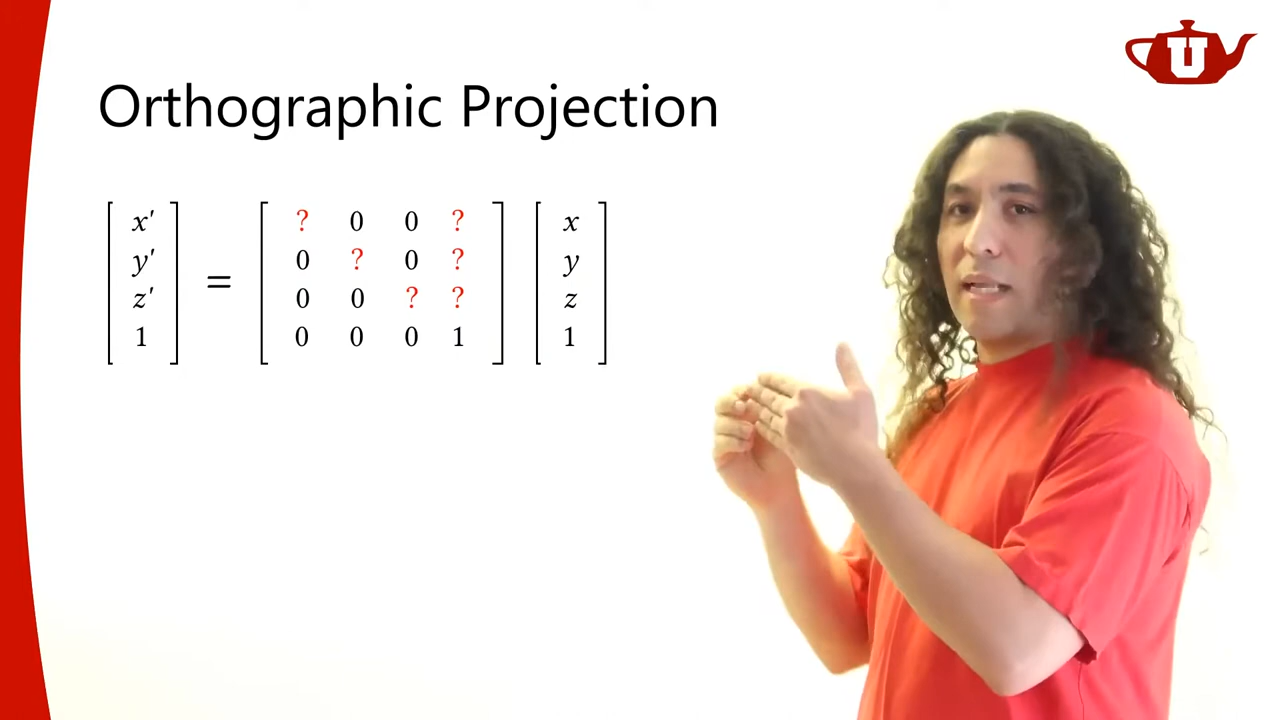 U
Orthographic Projection
x′ = ? 0 0 ? x
y′ 0 ? 0 ? y
z′ 0 0 ? ? z
1 0 0 0 1 1